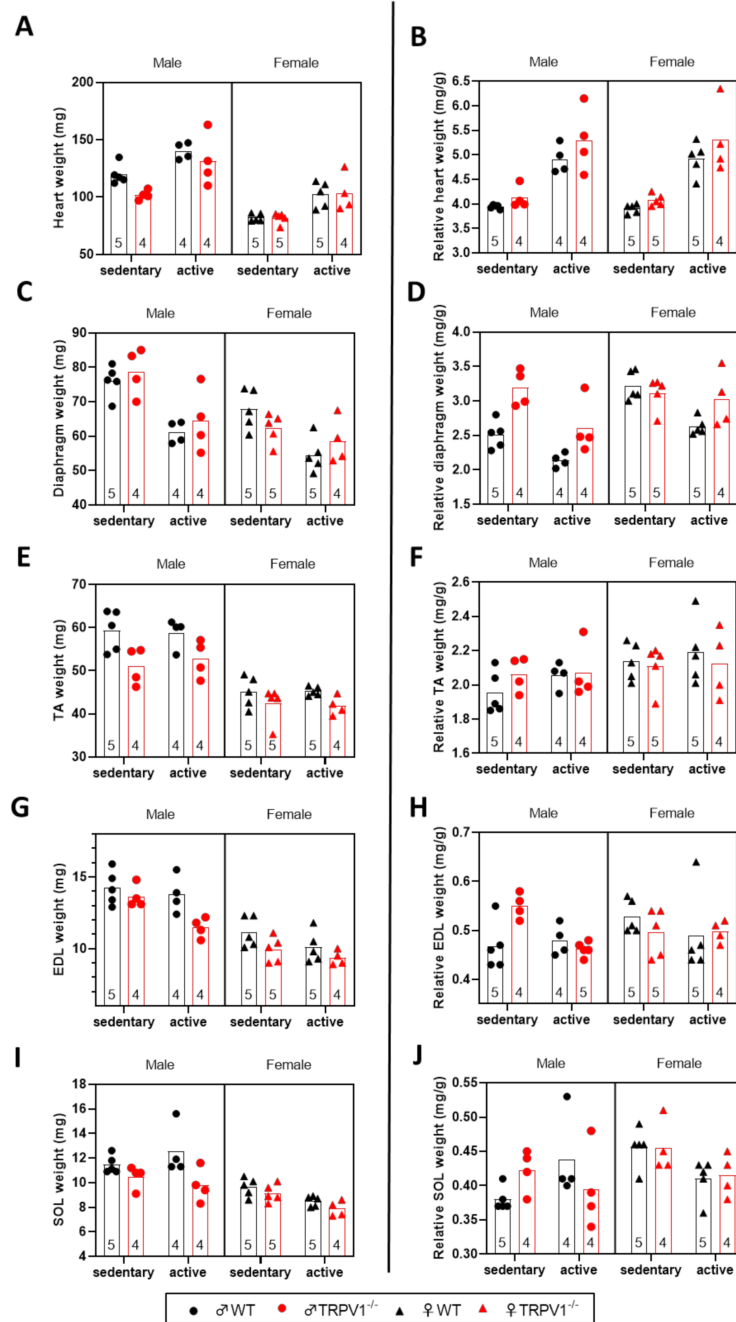 A
Male Female
200
150
100
50
Heart weight (mg)
5 4 4 4 5 5 5 4
sedentary active sedentary active
B
Male Female
6.5
6.0
5.5
5.0
4.5
4.0
3.5
3.0
Relative heart weight (mg/g)
5 4 4 4 5 5 5 4
sedentary active sedentary active
C
Male Female
90
80
70
60
50
40
Diaphragm weight (mg)
5 4 4 4 5 5 5 4
sedentary active sedentary active
D
Male Female
4.0
3.5
3.0
2.5
2.0
1.5
Relative diaphragm weight (mg/g)
5 4 4 4 5 5 5 4
sedentary active sedentary active
E
Male Female
70
60
50
40
30
TA weight (mg)
5 4 4 4 5 5 5 4
sedentary active sedentary active
F
Male Female
2.6
2.4
2.2
2.0
1.8
1.6
Relative TA weight (mg/g)
5 4 4 4 5 5 5 4
sedentary active sedentary active
G
Male Female
15
10
EDL weight (mg)
5 4 4 4 5 5 5 4
sedentary active sedentary active
H
Male Female
0.7
0.6
0.5
0.4
Relative EDL weight (mg/g)
5 4 4 5 5 5 5 4
sedentary active sedentary active
I
Male Female
18
16
14
12
10
8
6
4
SOL weight (mg)
5 4 4 4 5 5 5 4
sedentary active sedentary active
J
Male Female
0.55
0.50
0.45
0.40
0.35
0.30
Relative SOL weight (mg/g)
5 4 4 4 5 4 5 4
sedentary active sedentary active
♂WT ♂TRPV1⁻/⁻ ♀WT ♀TRPV1⁻/⁻